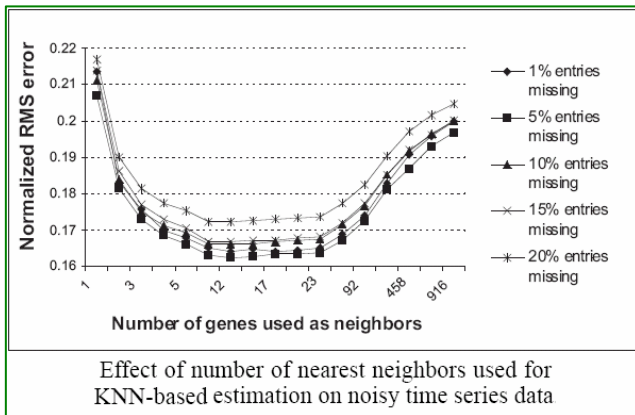 0.22
0.21
0.2
0.19
0.18
0.17
0.16
Normalized RMS error
1
3
5
12
17
23
92
458
916
Number of genes used as neighbors
1% entries
missing
5% entries
missing
10% entries
missing
15% entries
missing
20% entries
missing
Effect of number of nearest neighbors used for
KNN-based estimation on noisy time series data